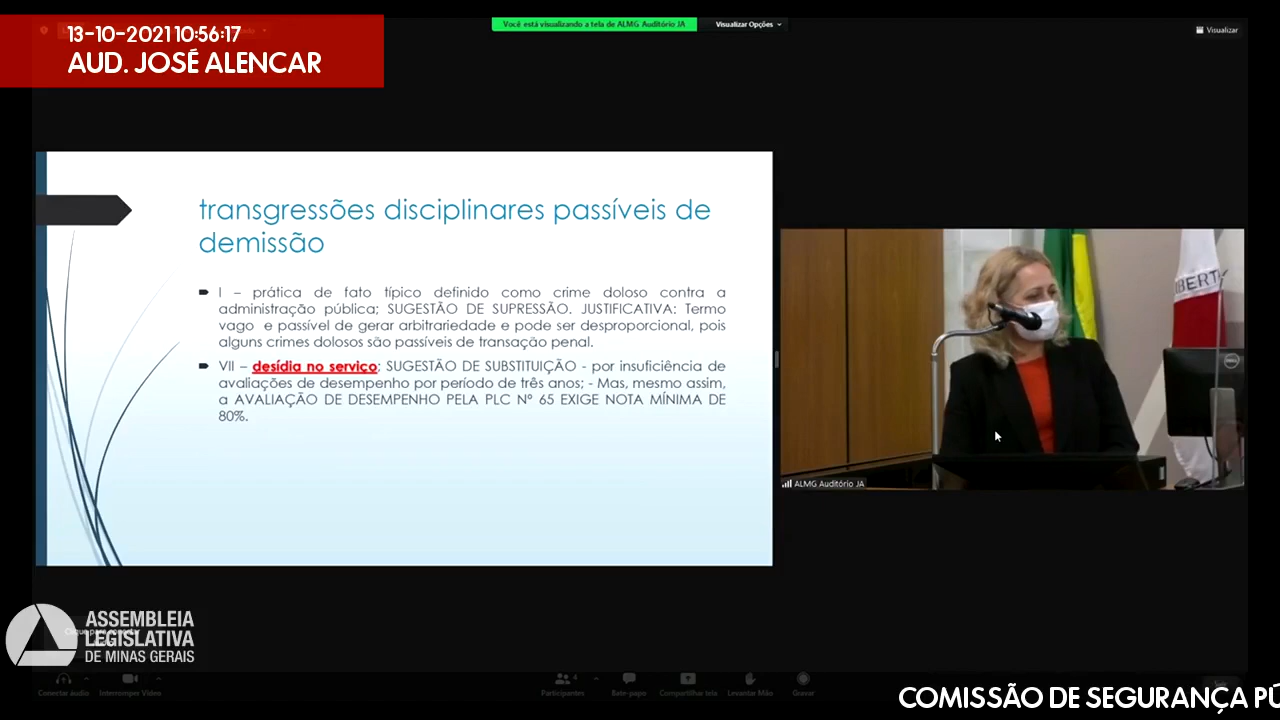 13-10-2021 10:56:17
AUD. JOSÉ ALENCAR
Você está visualizando a tela de ALMG Auditório JA
Visualizar Opções
Visualizar
transgressões disciplinares passíveis de
demissão
I – prática de fato típico definido como crime doloso contra a
administração pública; SUGESTÃO DE SUPRESSÃO. JUSTIFICATIVA: Termo
vago e passível de gerar arbitrariedade e pode ser desproporcional, pois
alguns crimes dolosos são passíveis de transação penal.
VII – desídia no serviço; SUGESTÃO DE SUBSTITUIÇÃO - por insuficiência de
avaliações de desempenho por período de três anos; - Mas, mesmo assim,
a AVALIAÇÃO DE DESEMPENHO PELA PLC Nº 65 EXIGE NOTA MÍNIMA DE
80%.
IBERT
DELL
ALMG Auditório JA
ASSEMBLEIA
LEGISLATIVA
DE MINAS GERAIS
Conectar áudio
Interromper Vídeo
Participantes
4
Bate-papo
Compartilhar tela
Levantar Mão
Gravar
COMISSÃO DE SEGURANÇA PÚ